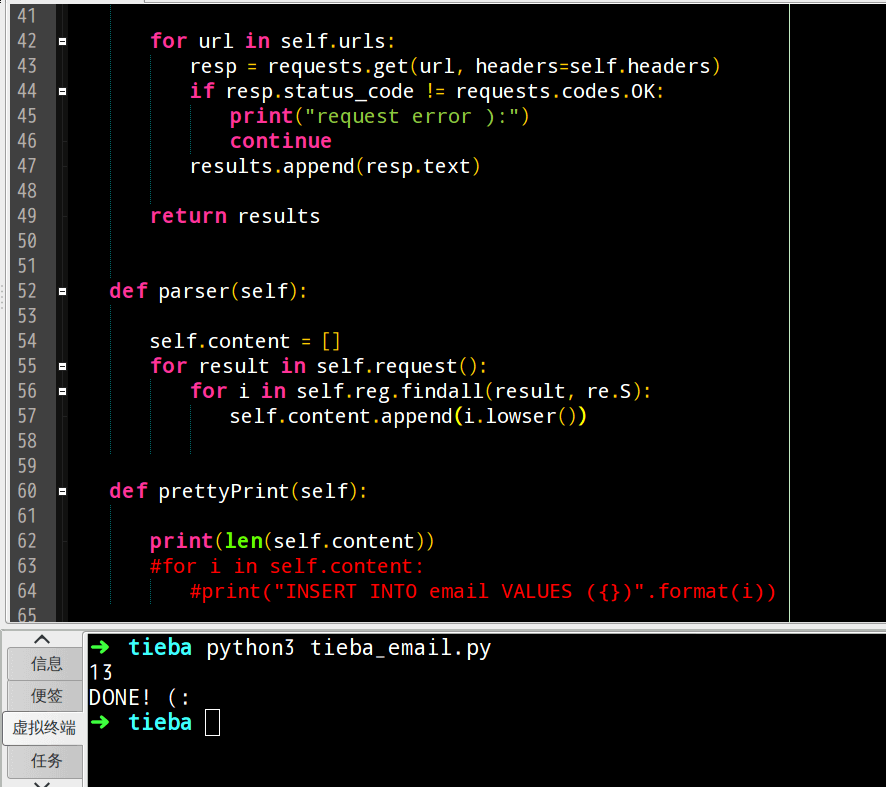 41
42 for url in self.urls:
43 resp = requests.get(url, headers=self.headers)
44 if resp.status_code != requests.codes.OK:
45 print("request error ):")
46 continue
47 results.append(resp.text)
48
49 return results
50
51
52 def parser(self):
53
54 self.content = []
55 for result in self.request():
56 for i in self.reg.findall(result, re.S):
57 self.content.append(i.lowser())
58
59
60 def prettyPrint(self):
61
62 print(len(self.content))
63 #for i in self.content:
64 #print("INSERT INTO email VALUES ({})".format(i))
65
信息
便签
虚拟终端
任务
➜ tieba python3 tieba_email.py
13
DONE! (:
➜ tieba